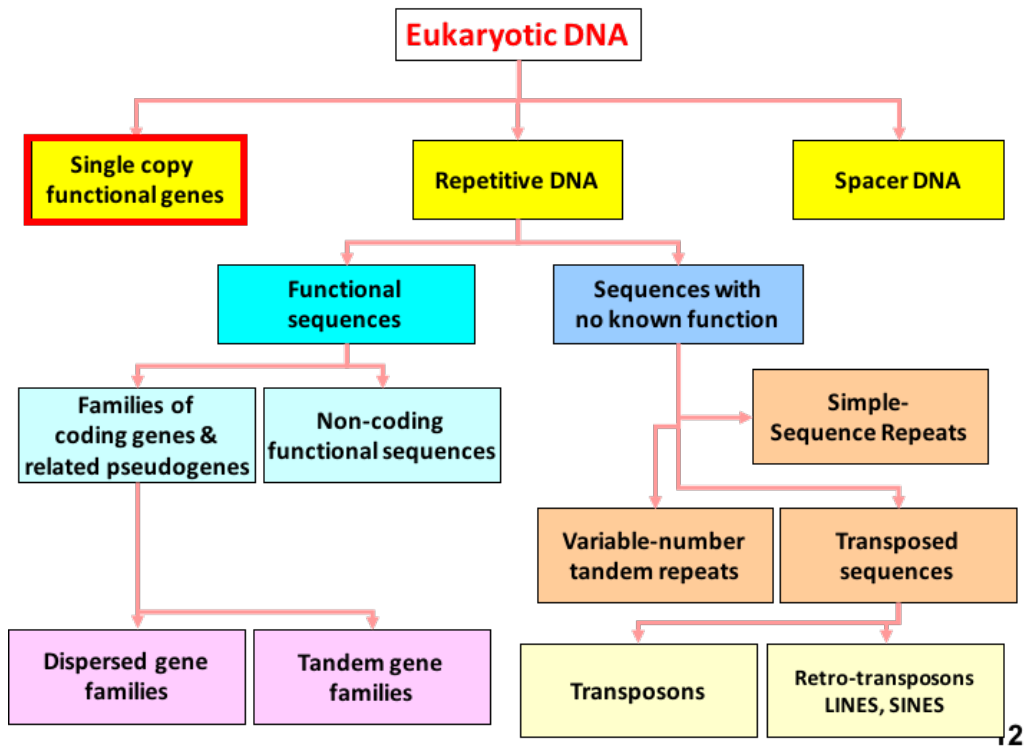 Eukaryotic DNA
Single copy
functional genes
Repetitive DNA
Spacer DNA
Functional
sequences
Sequences with
no known function
Families of
coding genes &
related pseudogenes
Non-coding
functional sequences
Simple-
Sequence Repeats
Variable-number
tandem repeats
Transposed
sequences
Dispersed gene
families
Tandem gene
families
Transposons
Retro-transposons
LINES, SINES
12